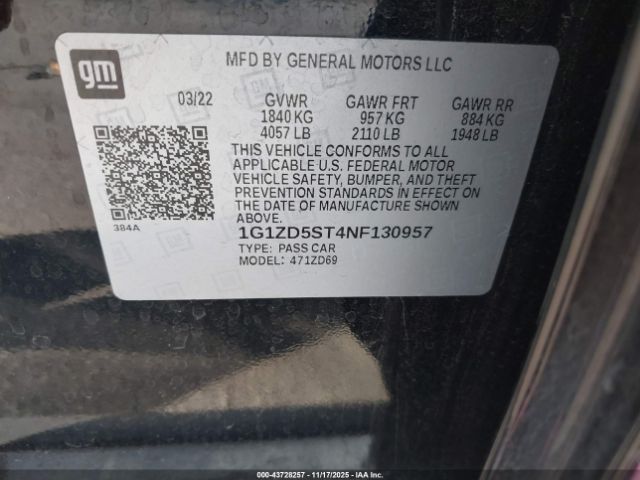 gm
MFD BY GENERAL MOTORS LLC
03/22 GVWR GAWR FRT GAWR RR
1840 KG 957 KG 884 KG
4057 LB 2110 LB 1948 LB
THIS VEHICLE CONFORMS TO ALL
APPLICABLE U.S. FEDERAL MOTOR
VEHICLE SAFETY, BUMPER, AND THEFT
PREVENTION STANDARDS IN EFFECT ON
THE DATE OF MANUFACTURE SHOWN
ABOVE.
384A
1G1ZD5ST4NF130957
TYPE: PASS CAR
MODEL: 471ZD69
000-43728257 - 11/17/2025 - IAAI.COM